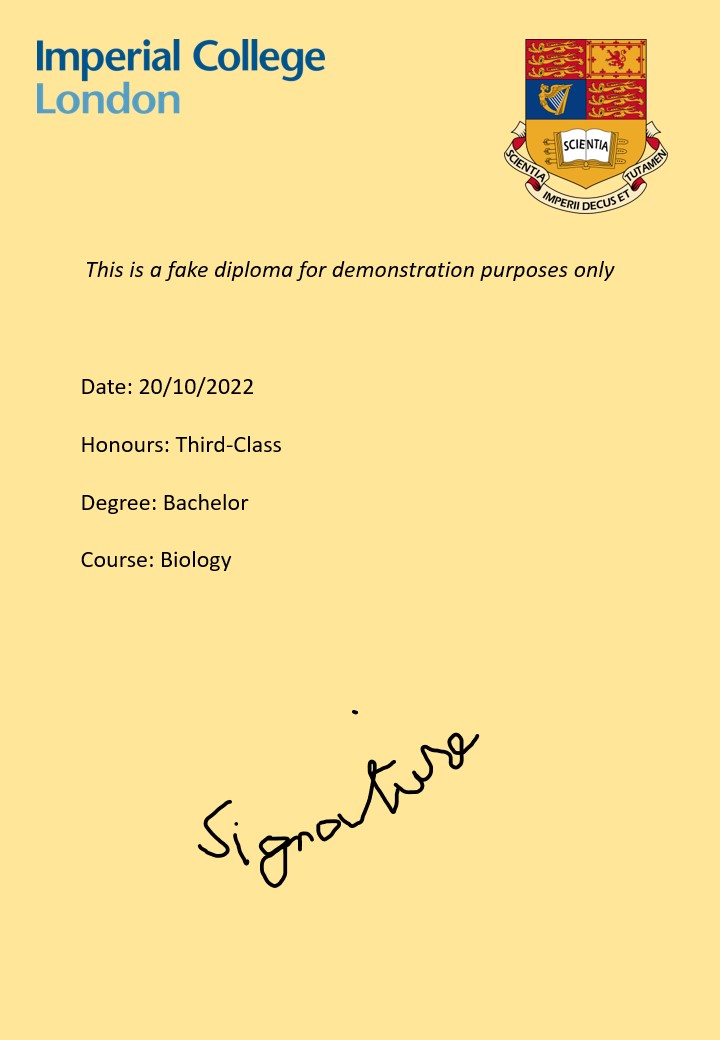 Imperial College
London
SCIENTIA
SCIENTIA IMPERII DECUS ET TUTAMEN
This is a fake diploma for demonstration purposes only
Date: 20/10/2022
Honours: Third-Class
Degree: Bachelor
Course: Biology
Signature